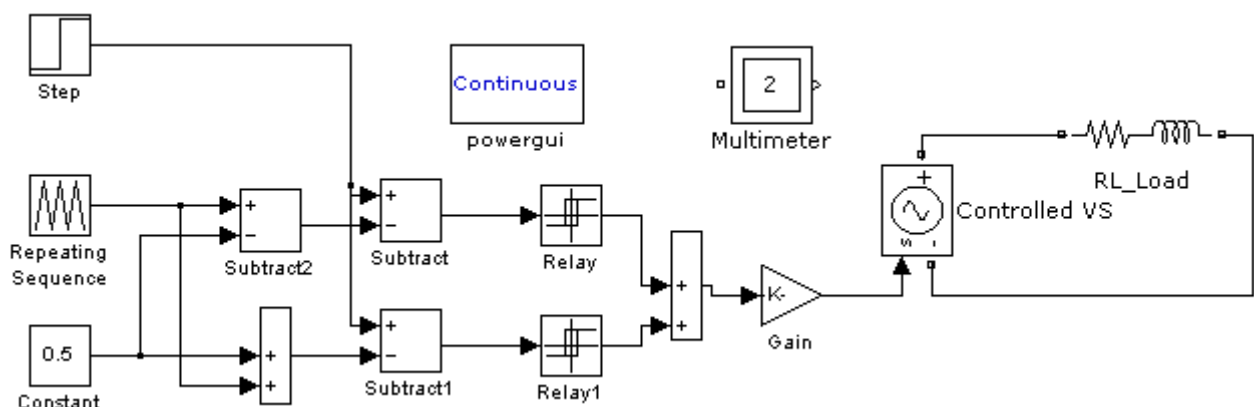 Step
Continuous
powergui
2
Multimeter
RL_Load
+
Controlled VS
s -
Repeating
Sequence
+
-
Subtract2
+
-
Subtract
Relay
+
+
K-
Gain
0.5
Constant
+
+
+
-
Subtract1
Relay1